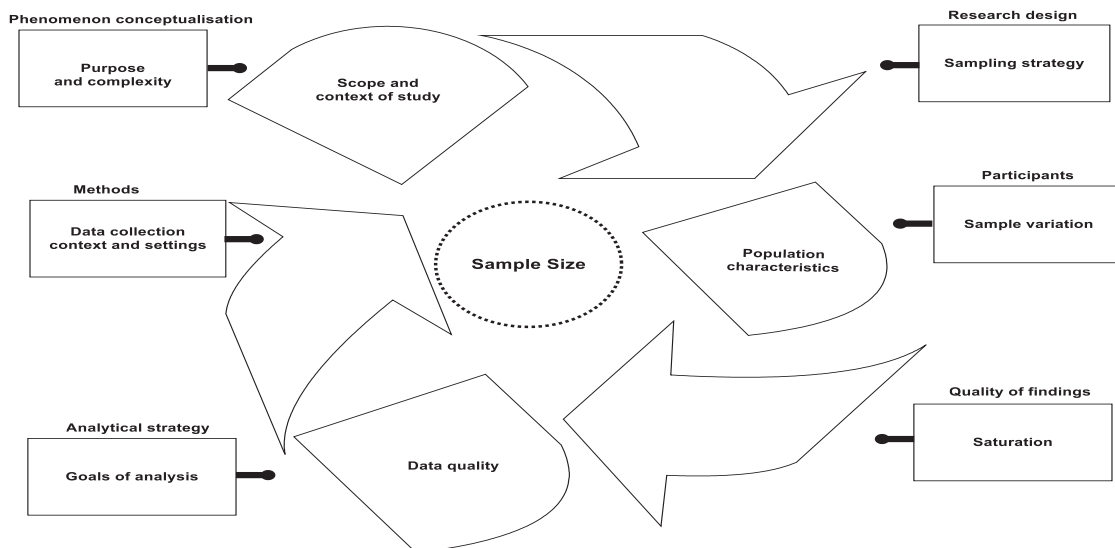 Phenomenon conceptualisation
Purpose
and complexity
Scope and
context of study
Research design
Sampling strategy
Methods
Data collection
context and settings
Sample Size
Population
characteristics
Participants
Sample variation
Analytical strategy
Goals of analysis
Data quality
Quality of findings
Saturation